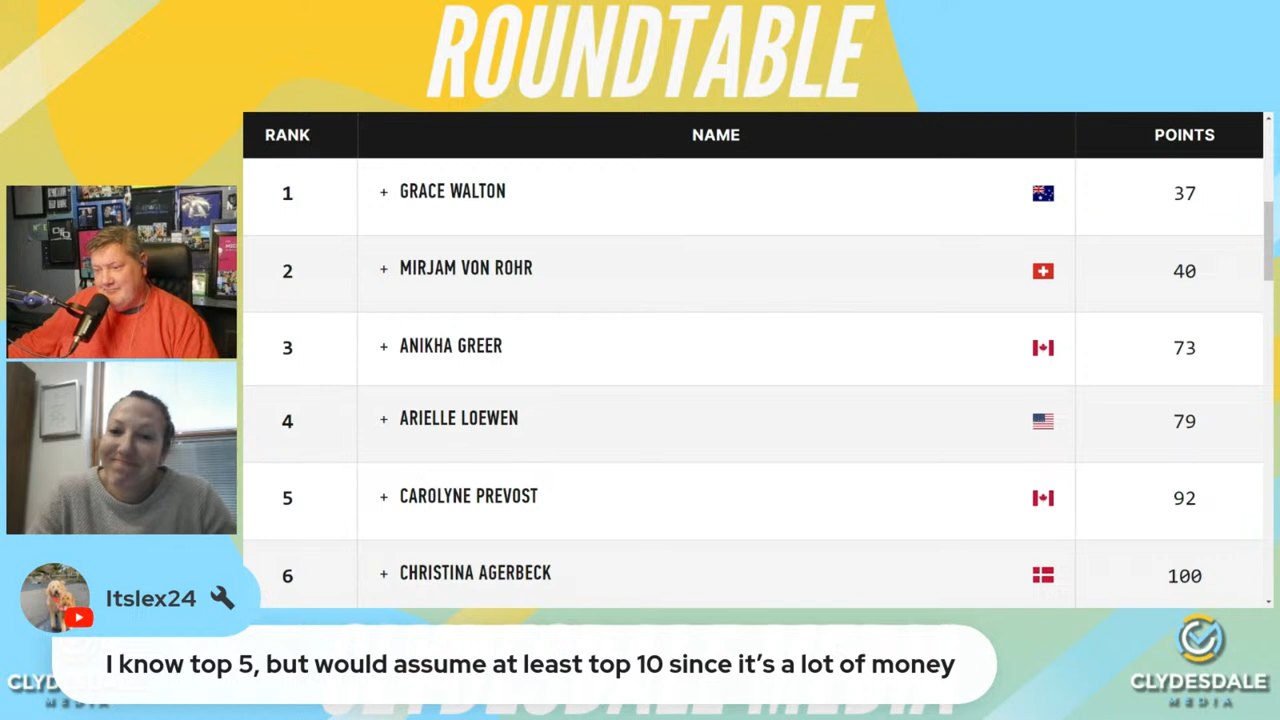 ROUNDTABLE
RANK NAME POINTS
1 + GRACE WALTON 37
2 + MIRJAM VON ROHR 40
3 + ANIKHA GREER 73
4 + ARIELLE LOEWEN 79
5 + CAROLYNE PREVOST 92
6 + CHRISTINA AGERBECK 100
Itslex24
I know top 5, but would assume at least top 10 since it’s a lot of money
CLYDESDALE MEDIA
CLYDESDALE
MEDIA